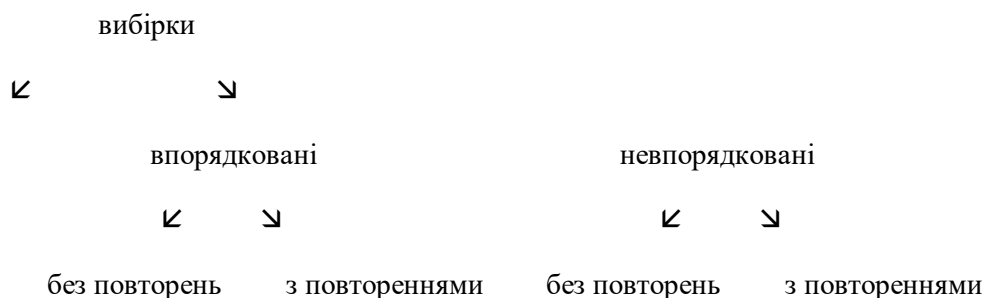 вибірки
🡿 🡾
впорядковані невпорядковані
🡿 🡾 🡿 🡾
без повторень з повтореннями без повторень з повтореннями